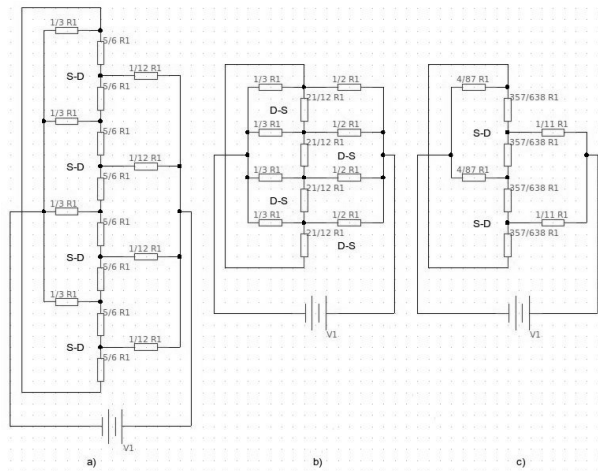 1/3 R1
5/6 R1
S-D
1/12 R1
5/6 R1
1/3 R1
5/6 R1
S-D
1/12 R1
5/6 R1
1/3 R1
5/6 R1
S-D
1/12 R1
5/6 R1
1/3 R1
5/6 R1
S-D
1/12 R1
5/6 R1
V1
a)
1/3 R1
1/2 R1
21/12 R1
D-S
1/3 R1
1/2 R1
21/12 R1
D-S
1/3 R1
1/2 R1
21/12 R1
D-S
1/3 R1
1/2 R1
21/12 R1
D-S
V1
b)
4/87 R1
357/638 R1
S-D
1/11 R1
357/638 R1
4/87 R1
357/638 R1
S-D
1/11 R1
357/638 R1
V1
c)